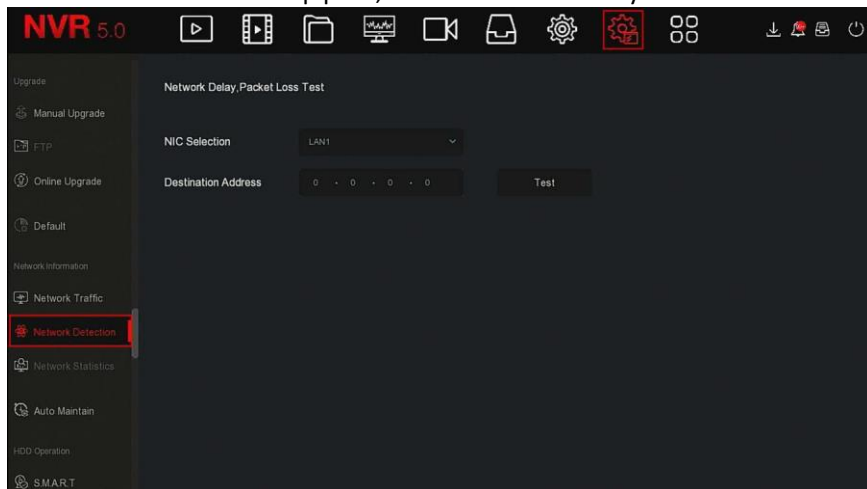 NVR 5.0
Upgrade
Manual Upgrade
FTP
Online Upgrade
Default
Network Information
Network Traffic
Network Detection
Network Statistics
Auto Maintain
HDD Operation
S.M.A.R.T
Network Delay,Packet Loss Test
NIC Selection LAN1
Destination Address 0 . 0 . 0 . 0 Test